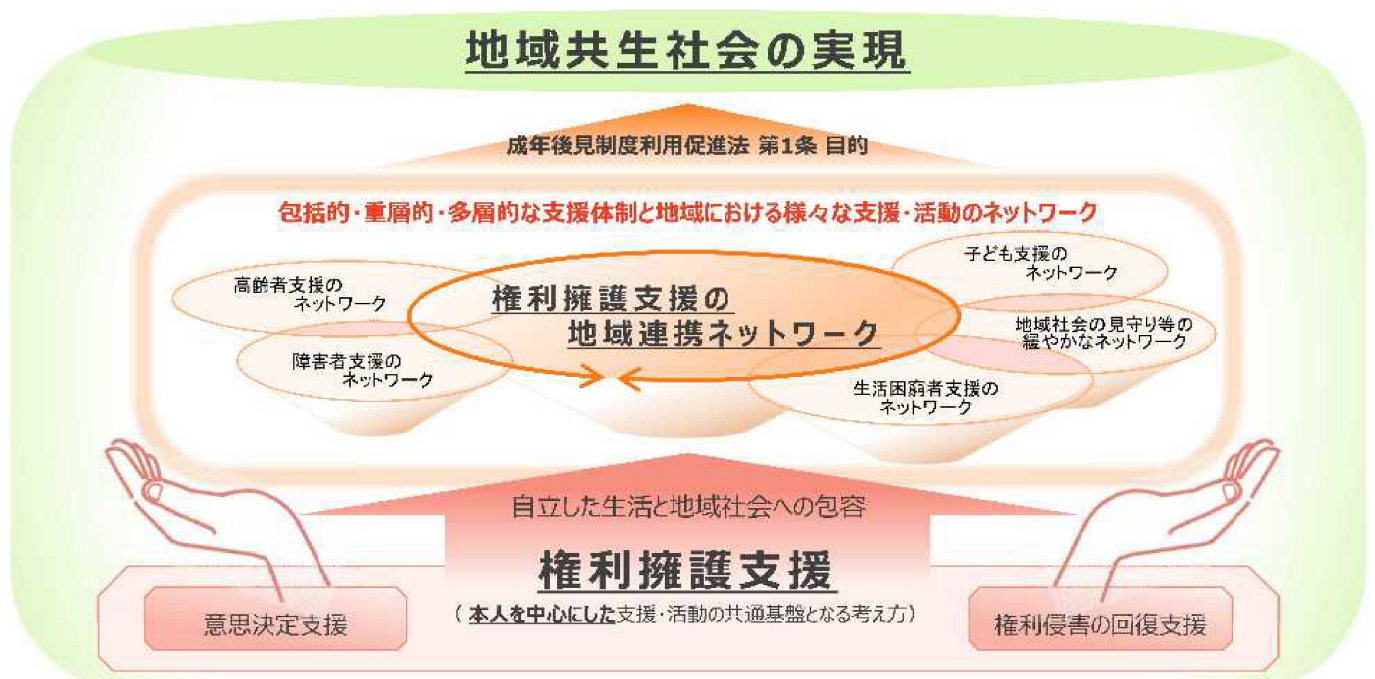 地域共生社会の実現
成年後見制度利用促進法 第1条 目的
包括的・重層的・多層的な支援体制と地域における様々な支援・活動のネットワーク
高齢者支援の
ネットワーク
障害者支援の
ネットワーク
権利擁護支援の
地域連携ネットワーク
子ども支援の
ネットワーク
地域社会の見守り等の
緩やかなネットワーク
生活困窮者支援の
ネットワーク
自立した生活と地域社会への包容
権利擁護支援
( 本人を中心にした支援・活動の共通基盤となる考え方)
意思決定支援
権利侵害の回復支援